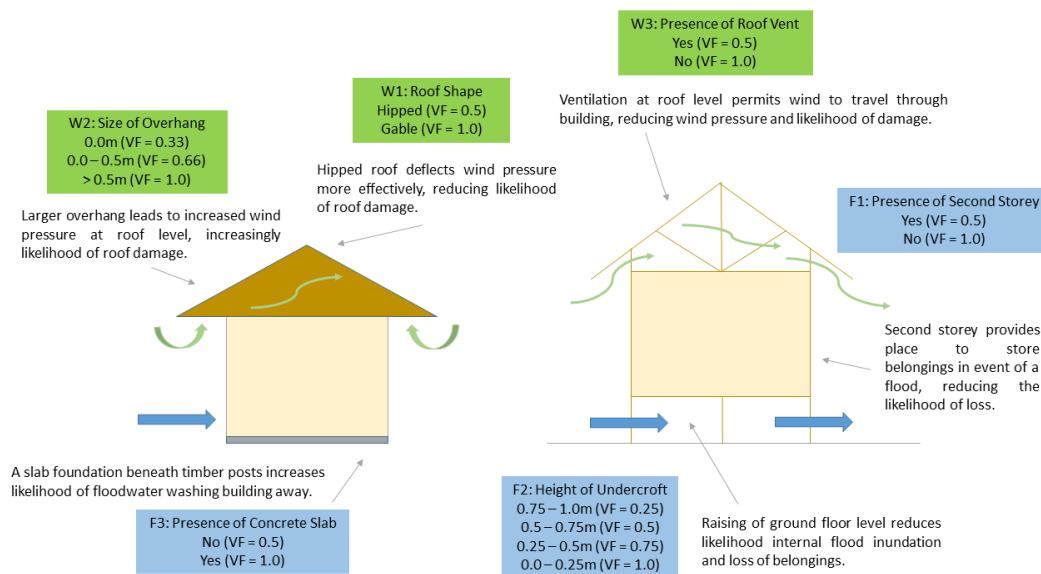 W3: Presence of Roof Vent
Yes (VF = 0.5)
No (VF = 1.0)
Ventilation at roof level permits wind to travel through
building, reducing wind pressure and likelihood of damage.
W1: Roof Shape
Hipped (VF = 0.5)
Gable (VF = 1.0)
Hipped roof deflects wind pressure
more effectively, reducing likelihood
of roof damage.
W2: Size of Overhang
0.0m (VF = 0.33)
0.0 – 0.5m (VF = 0.66)
> 0.5m (VF = 1.0)
Larger overhang leads to increased wind
pressure at roof level, increasingly
likelihood of roof damage.
F1: Presence of Second Storey
Yes (VF = 0.5)
No (VF = 1.0)
Second storey provides
place to store
belongings in event of a
flood, reducing the
likelihood of loss.
A slab foundation beneath timber posts increases
likelihood of floodwater washing building away.
F3: Presence of Concrete Slab
No (VF = 0.5)
Yes (VF = 1.0)
F2: Height of Undercroft
0.75 – 1.0m (VF = 0.25)
0.5 – 0.75m (VF = 0.5)
0.25 – 0.5m (VF = 0.75)
0.0 – 0.25m (VF = 1.0)
Raising of ground floor level reduces
likelihood internal flood inundation
and loss of belongings.